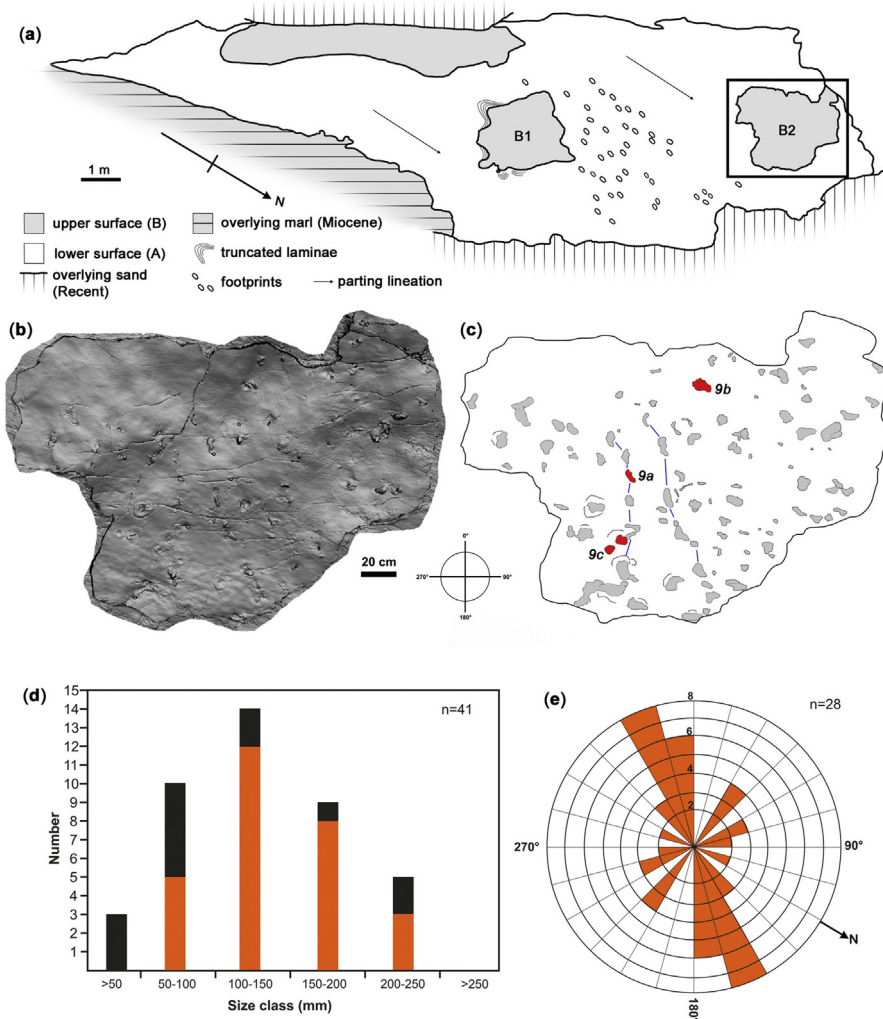 (a)
B1
B2
1 m
N
upper surface (B)
overlying marl (Miocene)
lower surface (A)
truncated laminae
overlying sand
(Recent)
footprints
parting lineation
(b)
(c)
9b
9a
9c
20 cm
0°
270°
90°
180°
(d)
n=41
15
14
13
12
11
10
9
8
7
6
5
4
3
2
1
Number
>50
50-100
100-150
150-200
200-250
>250
Size class (mm)
(e)
n=28
8
6
4
2
270°
90°
N
180°